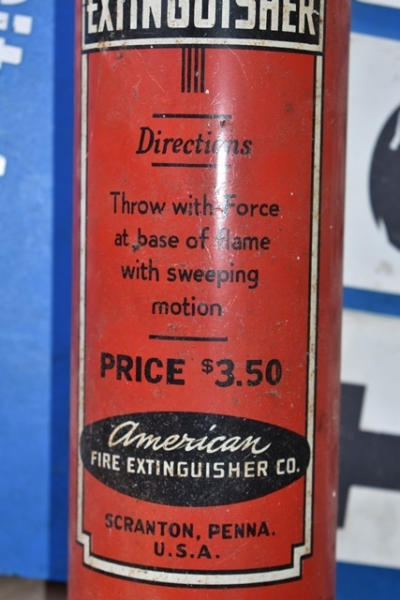 EXTINGUISHER
Directions
Throw with Force
at base of flame
with sweeping
motion
PRICE $3.50
American
FIRE EXTINGUISHER CO.
SCRANTON, PENNA.
U.S.A.